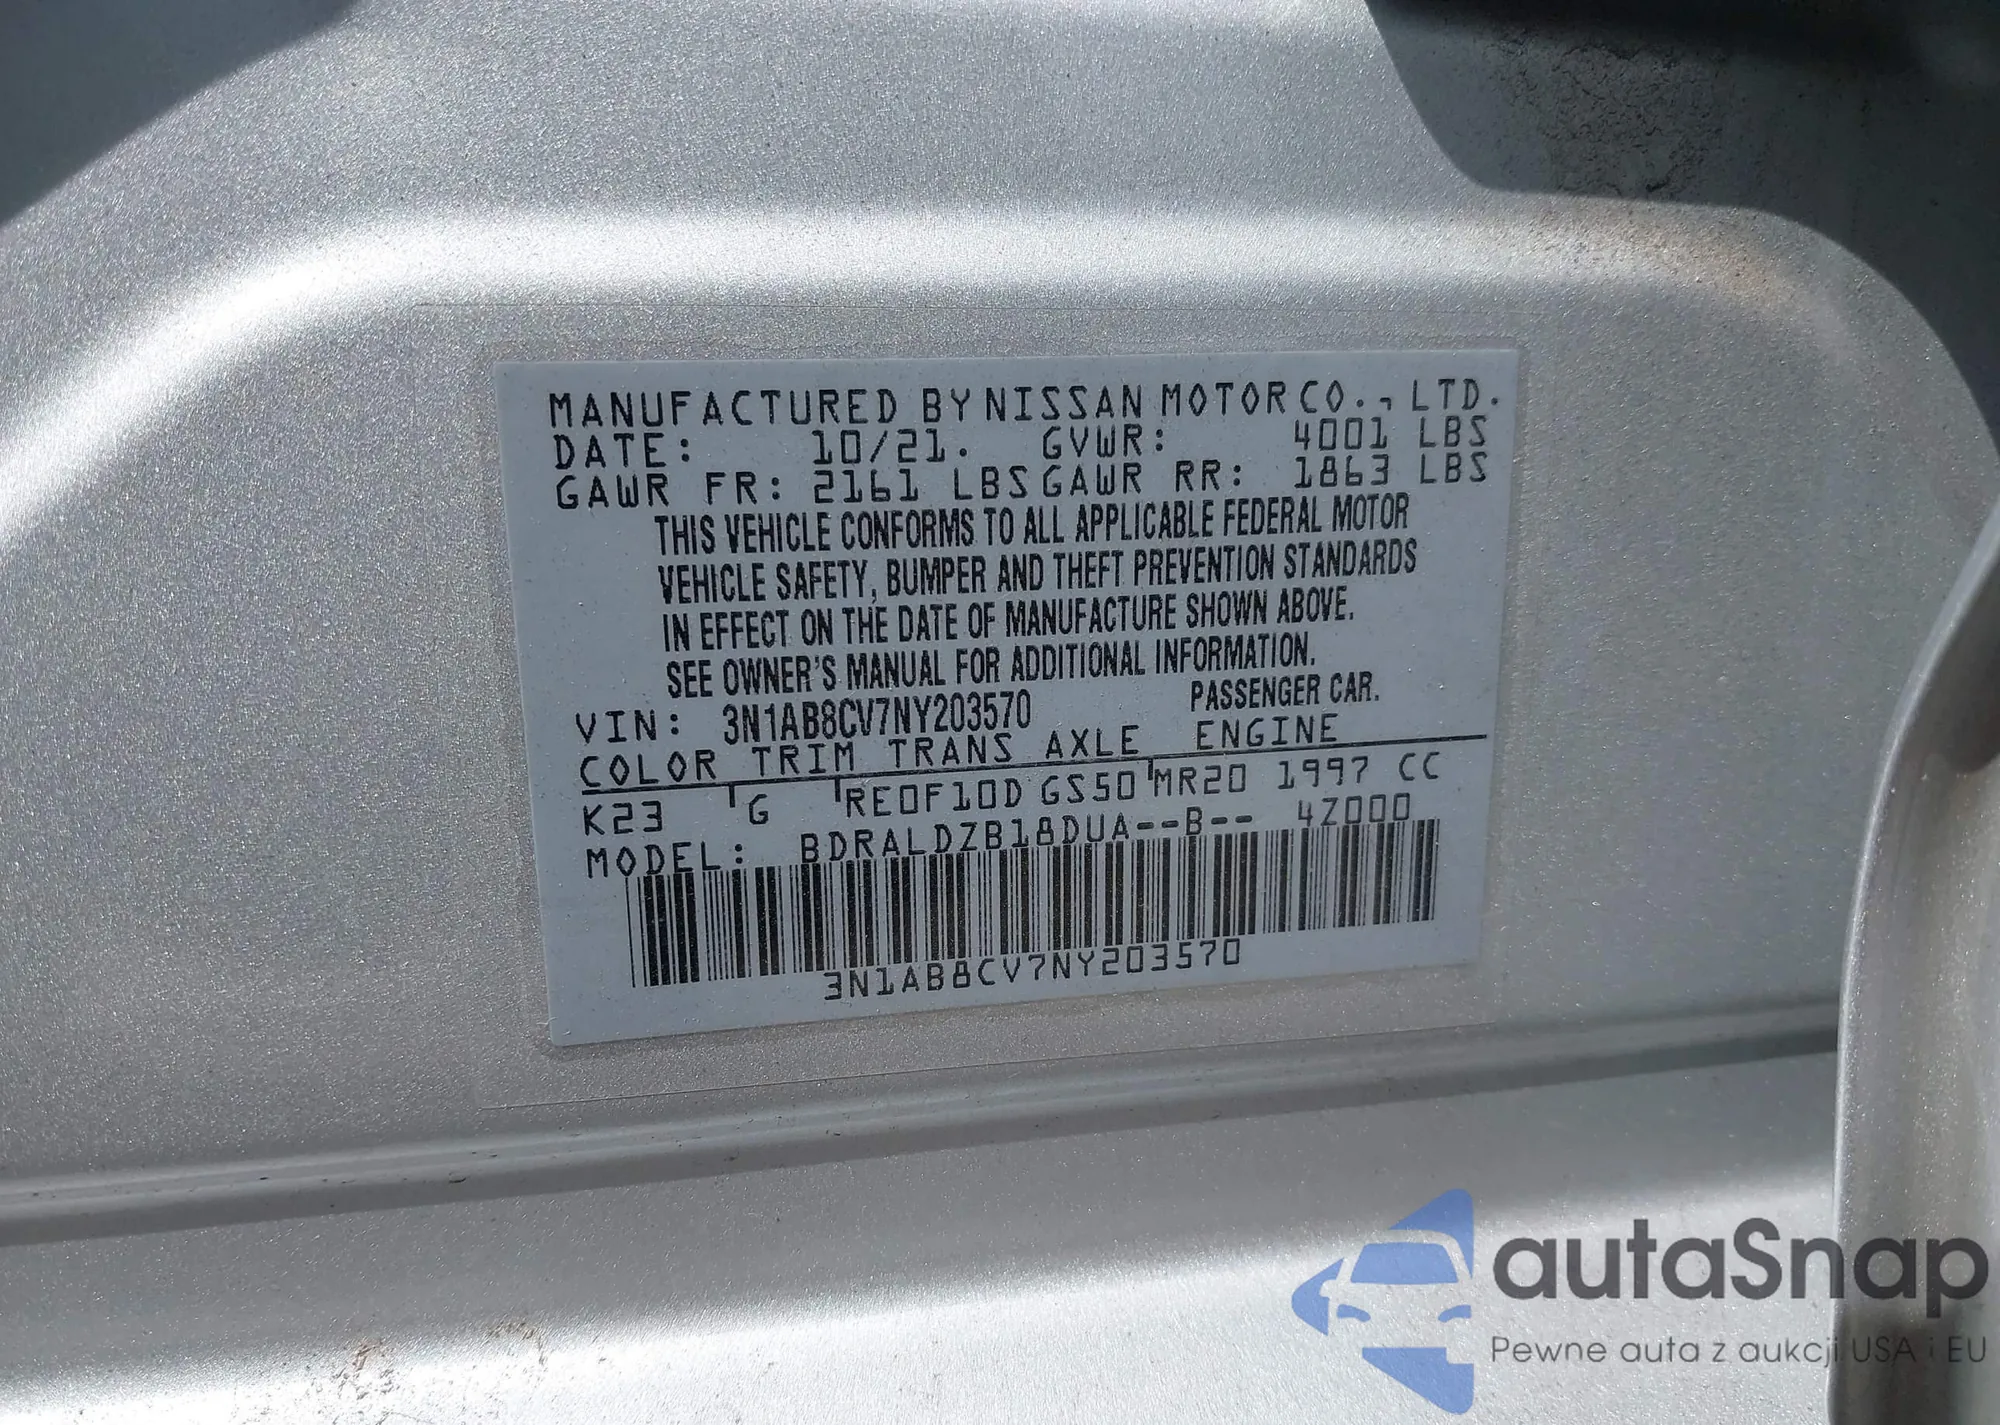 MANUFACTURED BY NISSAN MOTOR CO., LTD.
DATE: 10/21. GVWR: 4001 LBS
GAWR FR: 2161 LBS GAWR RR: 1863 LBS
THIS VEHICLE CONFORMS TO ALL APPLICABLE FEDERAL MOTOR
VEHICLE SAFETY, BUMPER AND THEFT PREVENTION STANDARDS
IN EFFECT ON THE DATE OF MANUFACTURE SHOWN ABOVE.
SEE OWNER'S MANUAL FOR ADDITIONAL INFORMATION.
VIN: 3N1AB8CV7NY203570 PASSENGER CAR.
COLOR TRIM TRANS AXLE ENGINE
K23 G RE0F10D GS50 MR20 1997 CC
MODEL: BDRALDZB18DUA--B-- 4Z000
3N1AB8CV7NY203570
autaSnap
Pewne auta z aukcji USA i EU